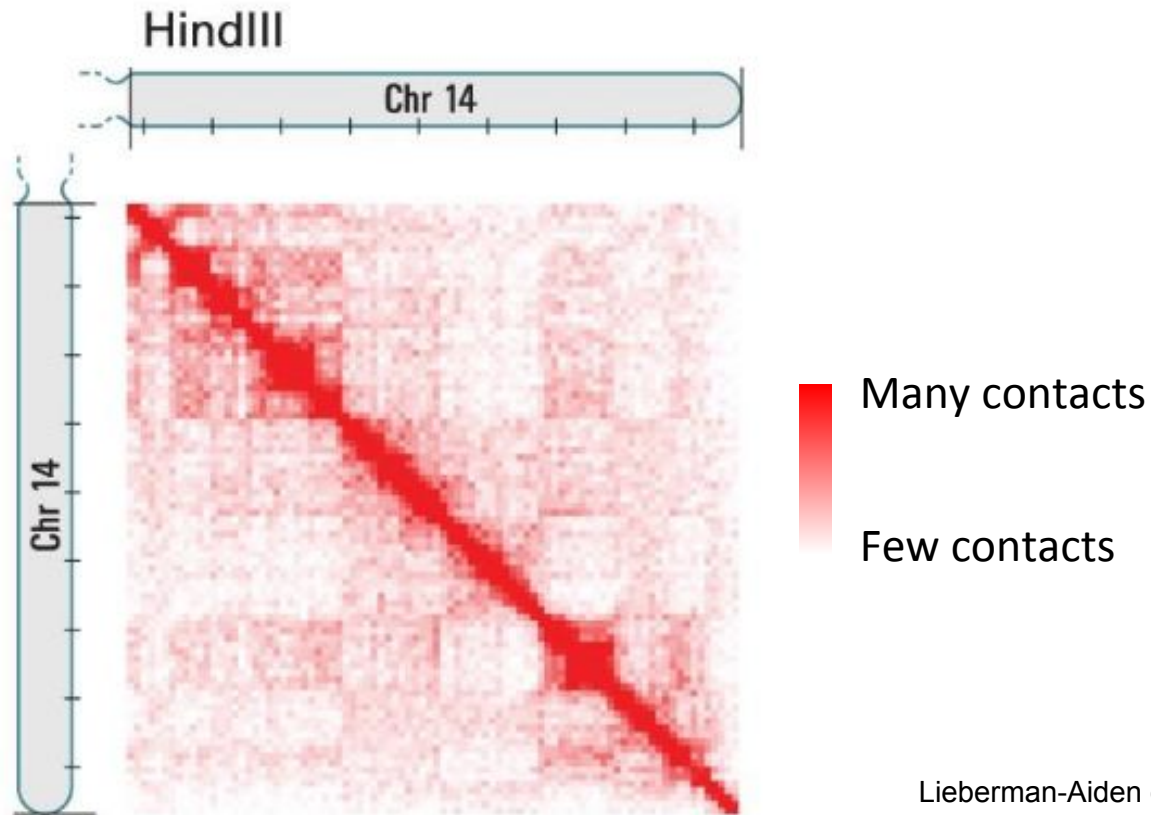 HindIII
Chr 14
Chr 14
Many contacts
Few contacts
Lieberman-Aiden